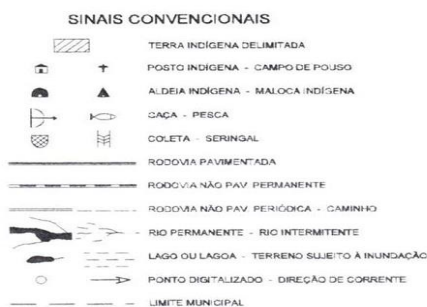 SINAIS CONVENCIONAIS
TERRA INDÍGENA DELIMITADA
POSTO INDÍGENA - CAMPO DE POUSO
ALDEIA INDÍGENA - MALOCA INDÍGENA
CAÇA - PESCA
COLETA - SERINGAL
RODOVIA PAVIMENTADA
RODOVIA NÃO PAV. PERMANENTE
RODOVIA NÃO PAV. PERIÓDICA - CAMINHO
RIO PERMANENTE - RIO INTERMITENTE
LAGO OU LAGOA - TERRENO SUJEITO À INUNDAÇÃO
PONTO DIGITALIZADO - DIREÇÃO DE CORRENTE
LIMITE MUNICIPAL